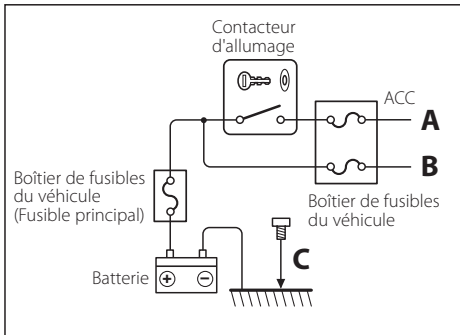 Contacteur
d'allumage
ACC
A
B
Boîtier de fusibles
du véhicule
(Fusible principal)
Boîtier de fusibles
du véhicule
C
Batterie
+
−